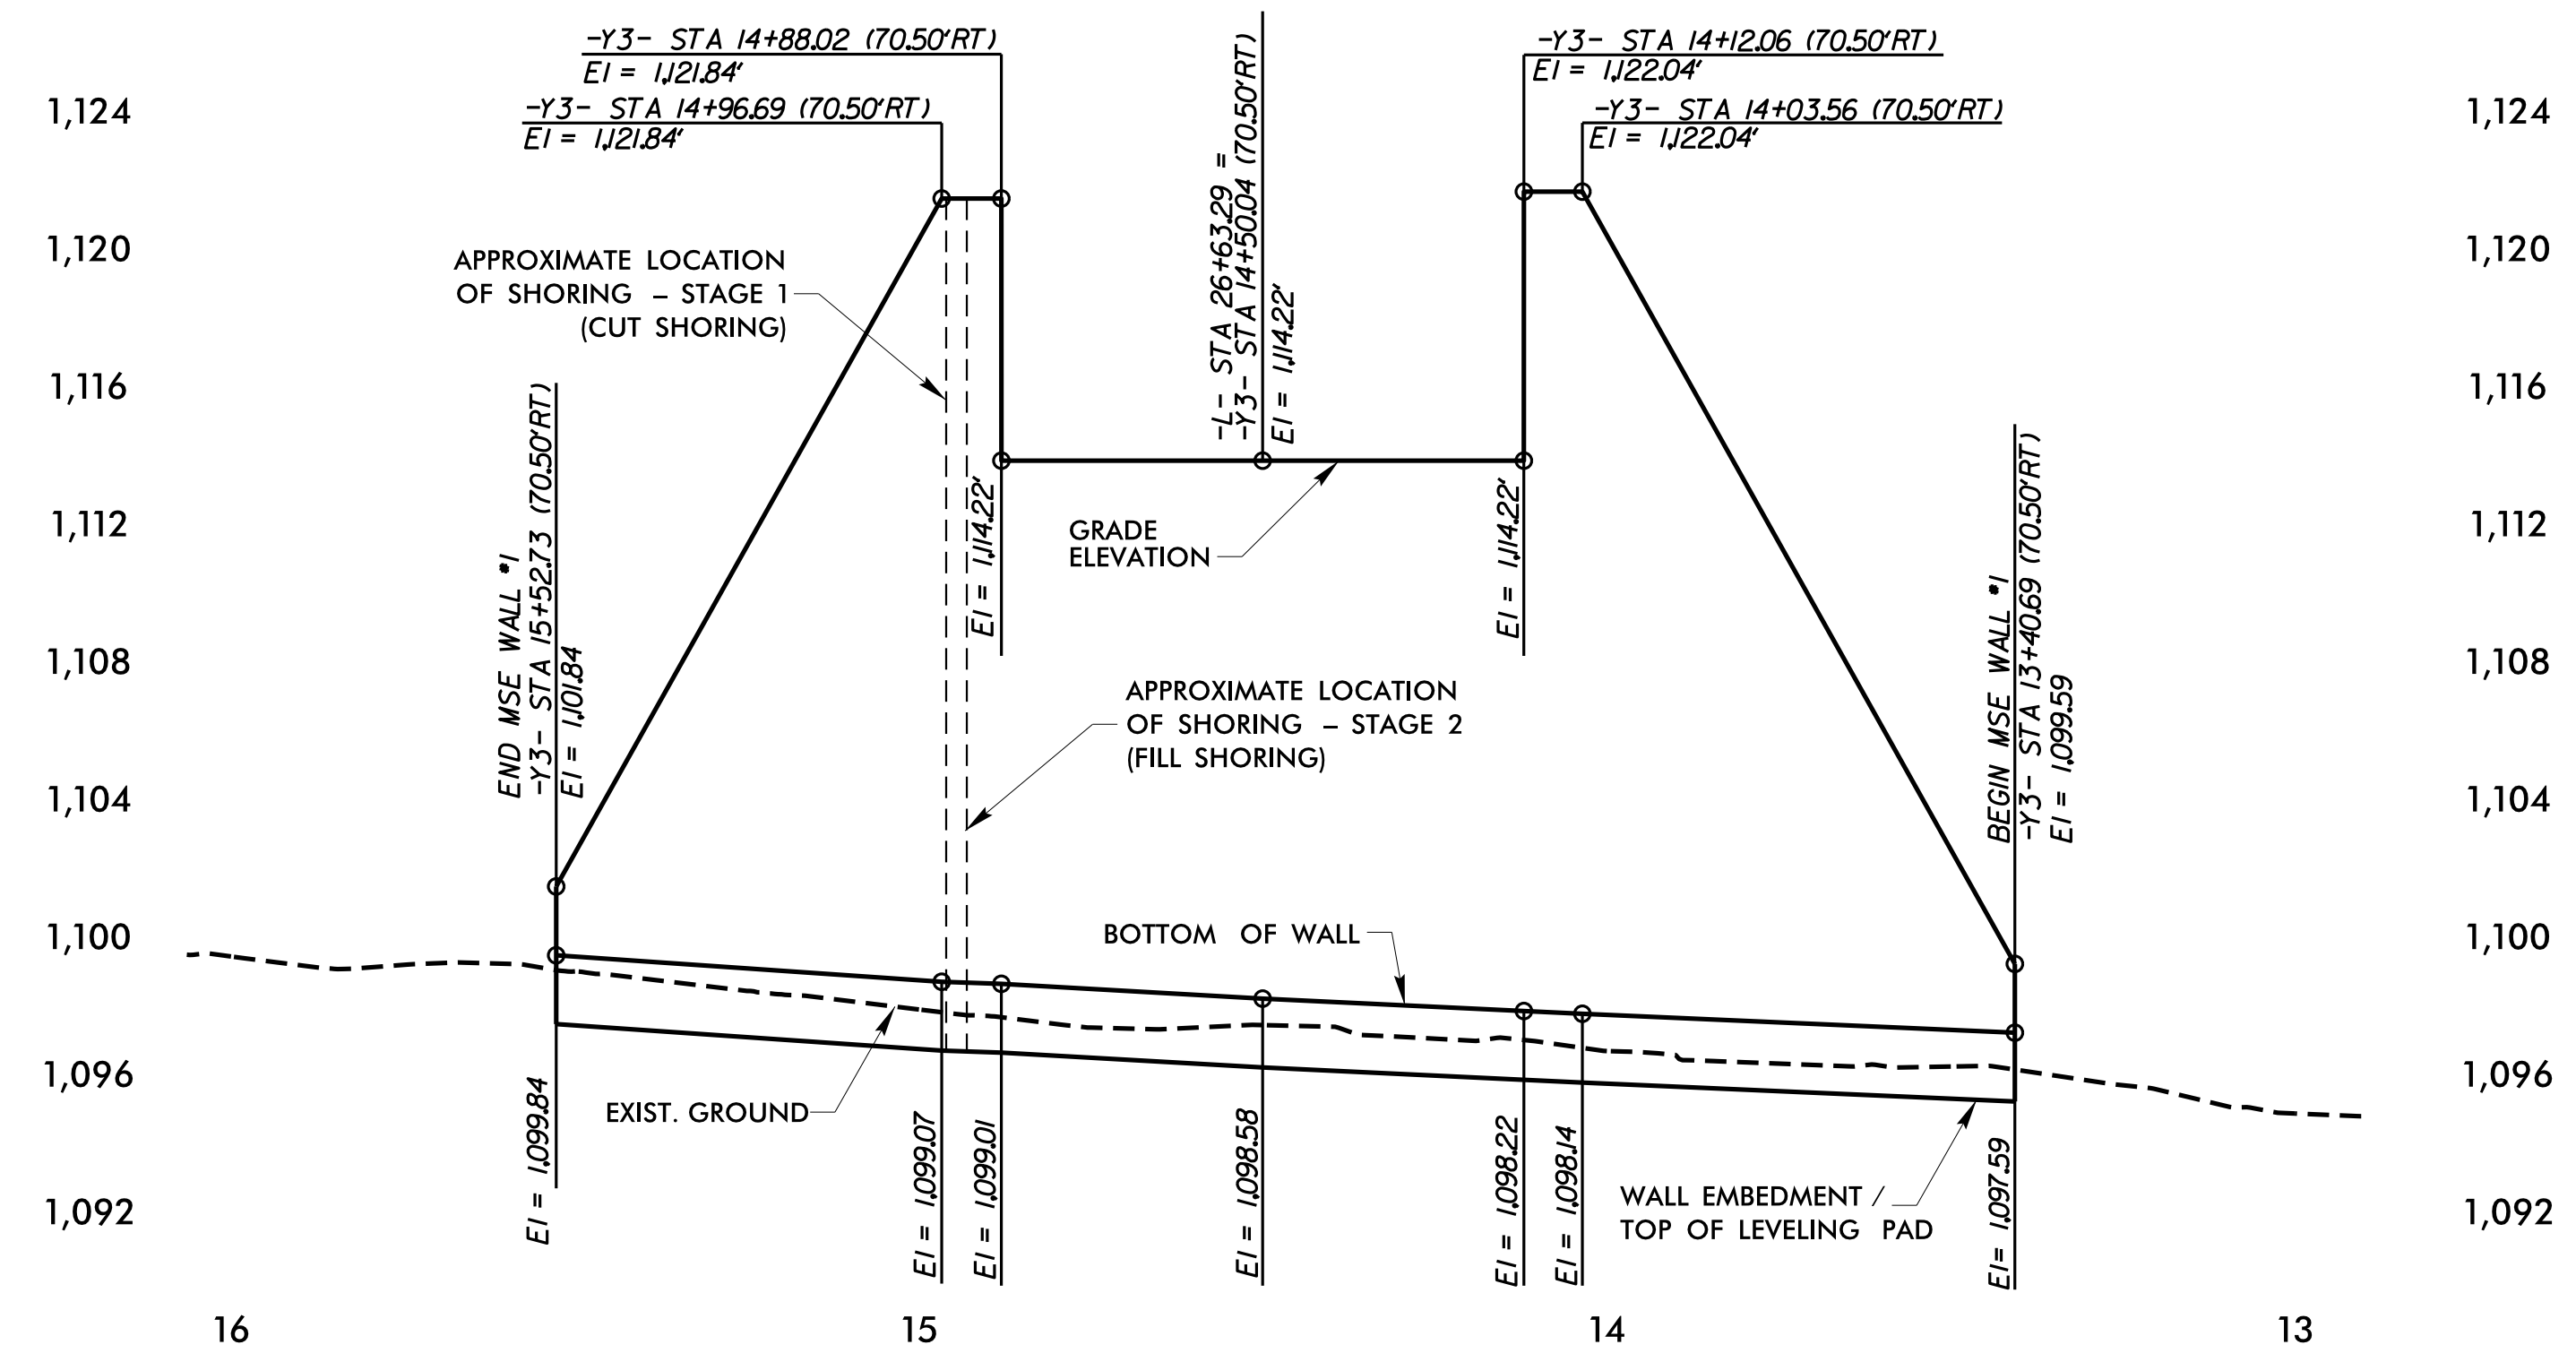 -Y3- STA 14+88.02 (70.50'RT)
El = 1,121.84'
-Y3- STA 14+96.69 (70.50'RT)
El = 1,121.84'
-L- STA 26+63.29 =
-Y3- STA 14+50.04 (70.50'RT)
El = 1,114.22'
-Y3- STA 14+12.06 (70.50'RT)
El = 1,122.04'
-Y3- STA 14+03.56 (70.50'RT)
El = 1,122.04'
1,124
1,124
1,120
1,120
APPROXIMATE LOCATION
OF SHORING – STAGE 1
(CUT SHORING)
1,116
1,116
1,112
1,112
El = 1,114.22'
GRADE
ELEVATION
El = 1,114.22'
END MSE WALL #1
-Y3- STA 15+52.73 (70.50'RT)
El = 1,101.84
BEGIN MSE WALL #1
-Y3- STA 13+40.69 (70.50'RT)
El = 1,099.59
1,108
1,108
APPROXIMATE LOCATION
OF SHORING – STAGE 2
(FILL SHORING)
1,104
1,104
1,100
1,100
BOTTOM OF WALL
1,096
1,096
EXIST. GROUND
El = 1,099.84
El = 1,099.07
El = 1,099.01
El = 1,098.58
El = 1,098.22
El = 1,098.14
El= 1,097.59
WALL EMBEDMENT /
TOP OF LEVELING PAD
1,092
1,092
16
15
14
13